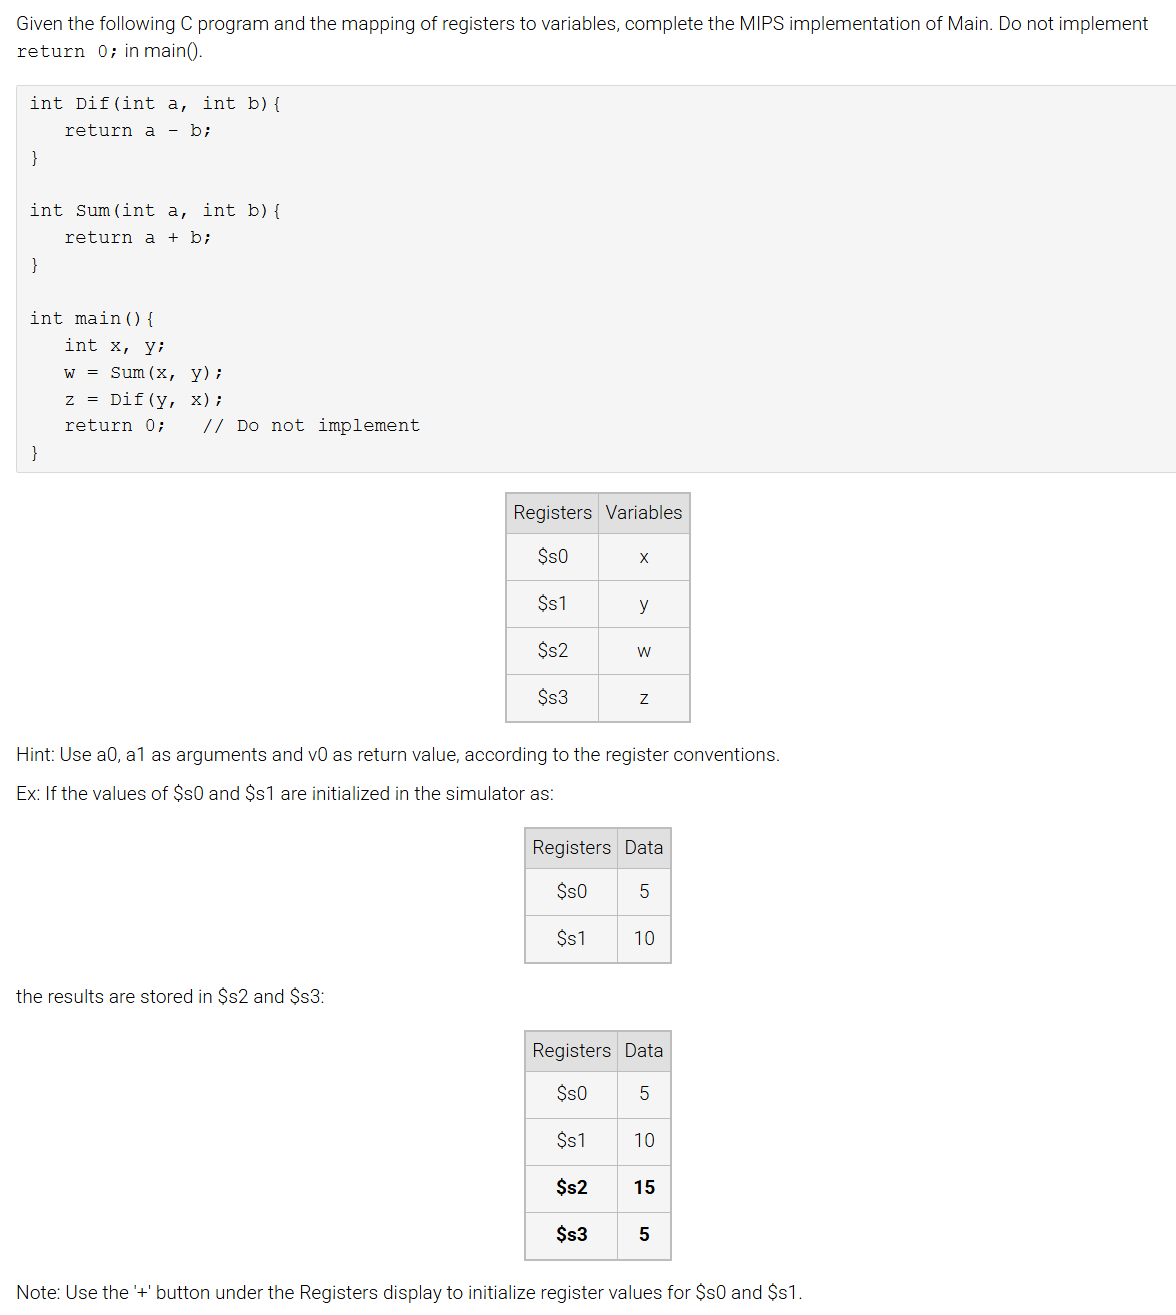 Given the following C program and the mapping of registers to variables, complete the MIPS implementation of Main. Do not implement
return 0; in main().
int Dif(int a, int b){
   return a - b;
}
int Sum(int a, int b){
   return a + b;
}
int main(){
   int x, y;
   w = Sum(x, y);
   z = Dif(y, x);
   return 0;   // Do not implement
}
Registers Variables
$s0 x
$s1 y
$s2 w
$s3 z
Hint: Use a0, a1 as arguments and v0 as return value, according to the register conventions.
Ex: If the values of $s0 and $s1 are initialized in the simulator as:
Registers Data
$s0 5
$s1 10
the results are stored in $s2 and $s3:
Registers Data
$s0 5
$s1 10
$s2 15
$s3 5
Note: Use the '+' button under the Registers display to initialize register values for $s0 and $s1.